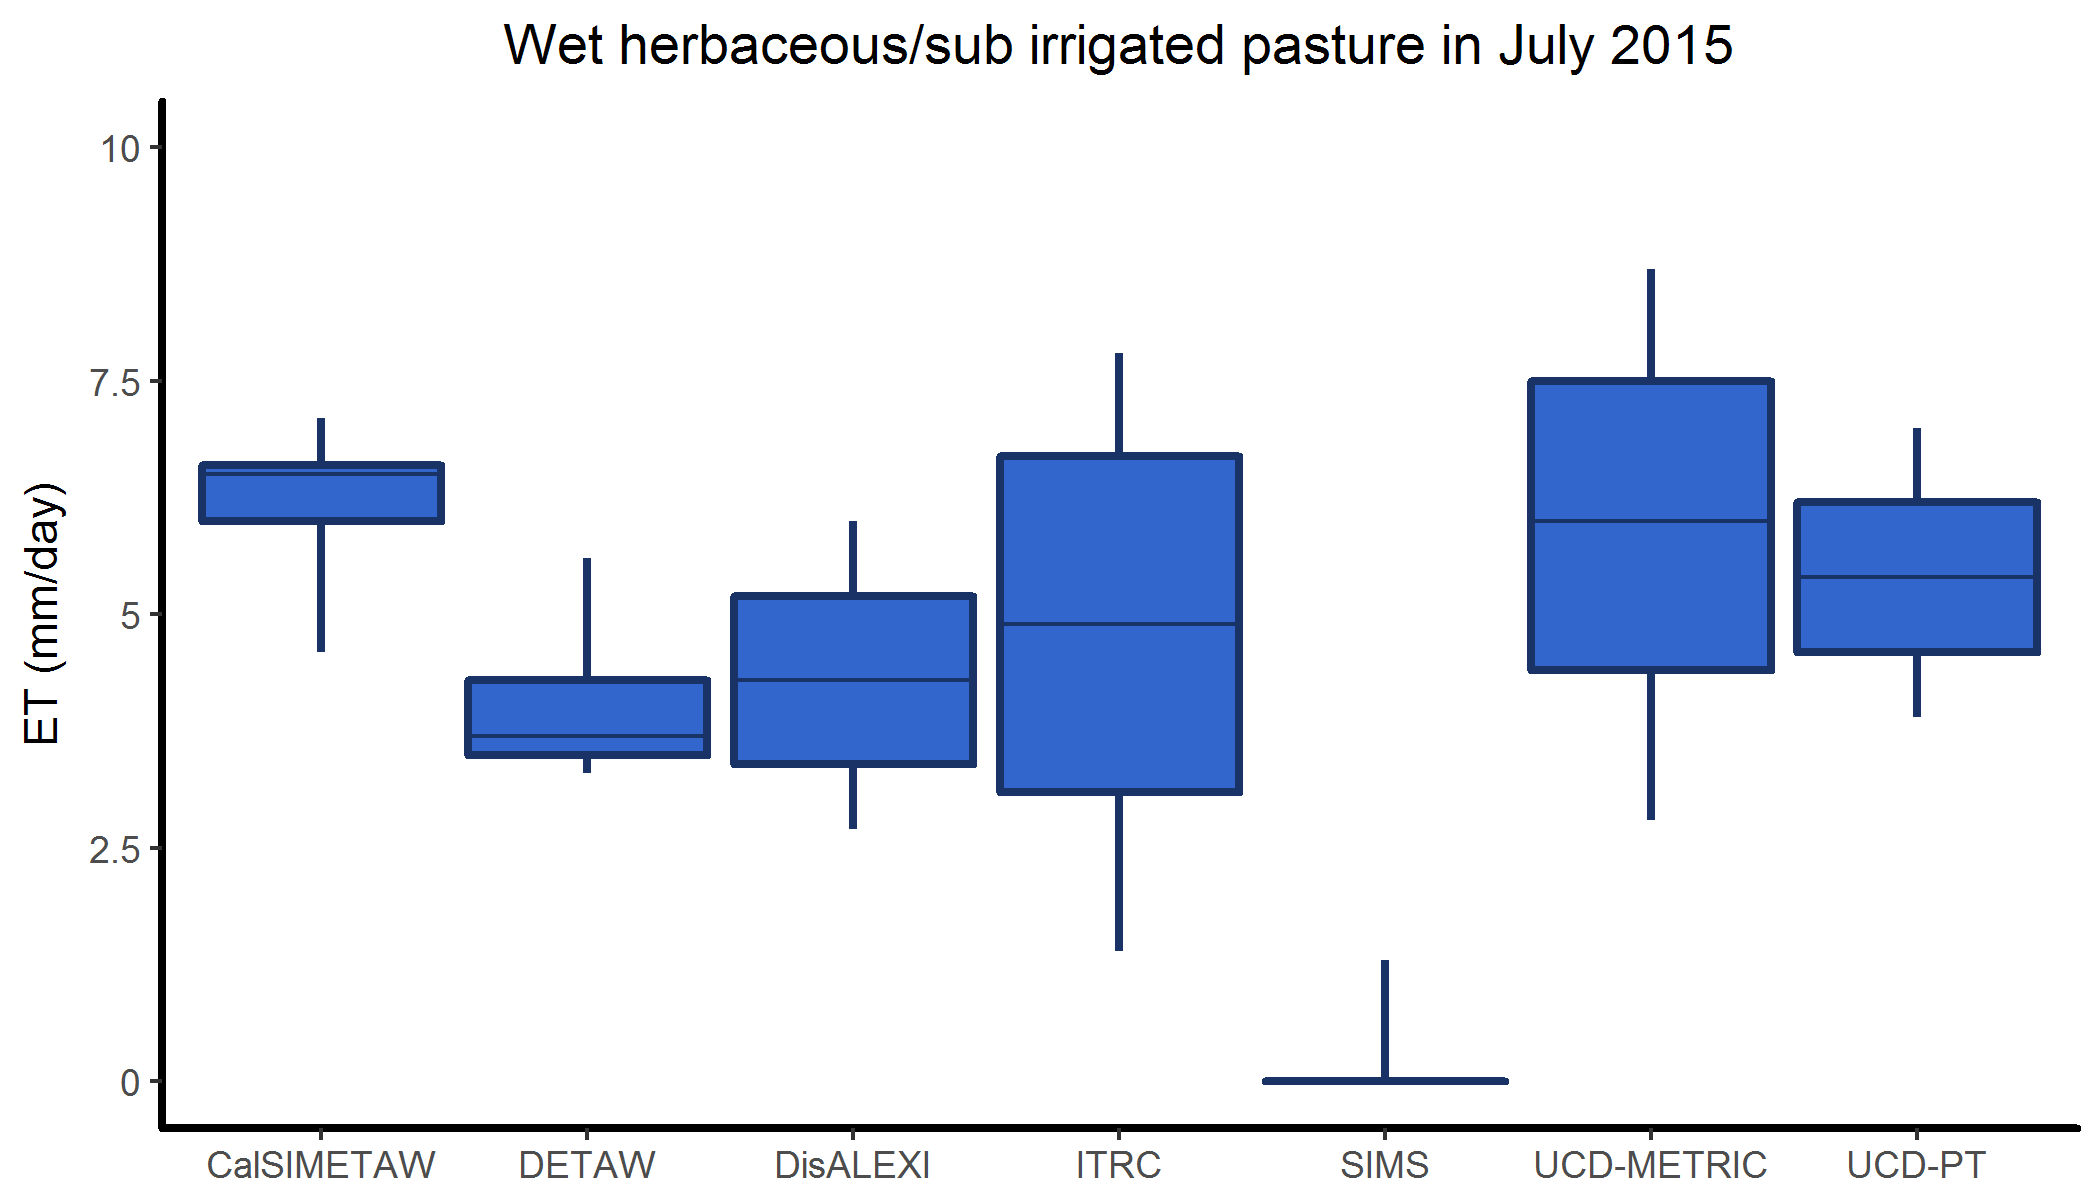 Wet herbaceous/sub irrigated pasture in July 2015
ET (mm/day)
10
7.5
5
2.5
0
CalSIMETAW DETAW DisALEXI ITRC SIMS UCD-METRIC UCD-PT